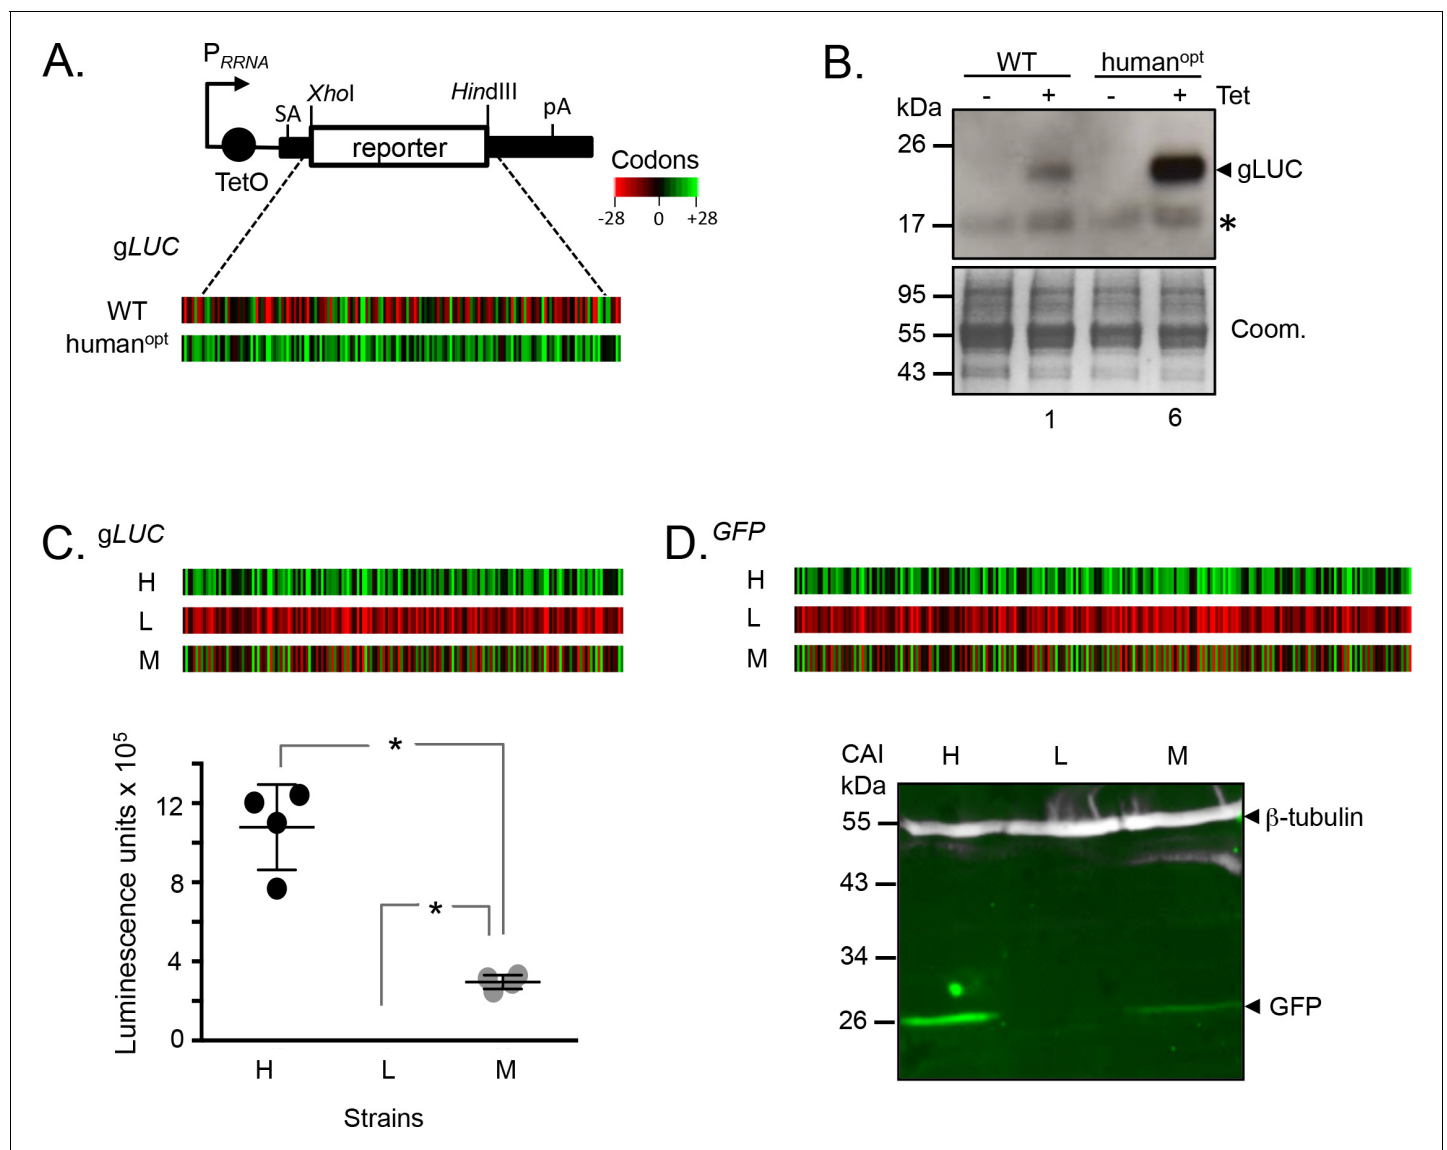 A.
P_RRNA
XhoI
HindIII
SA
pA
reporter
TetO
Codons
-28 0 +28
gLUC
WT
human^opt
B.
WT human^opt
- + - + Tet
kDa
26
gLUC
17
*
95
55
Coom.
43
1 6
C. gLUC
H
L
M
*
*
Luminescence units x 10^5
12
8
4
0
H L M
Strains
D. GFP
H
L
M
CAI H L M
kDa
55
β-tubulin
43
34
26
GFP